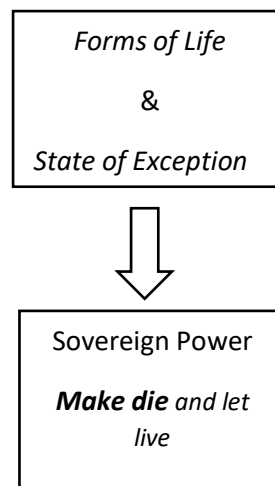 Forms of Life
&
State of Exception
Sovereign Power
Make die and let
live